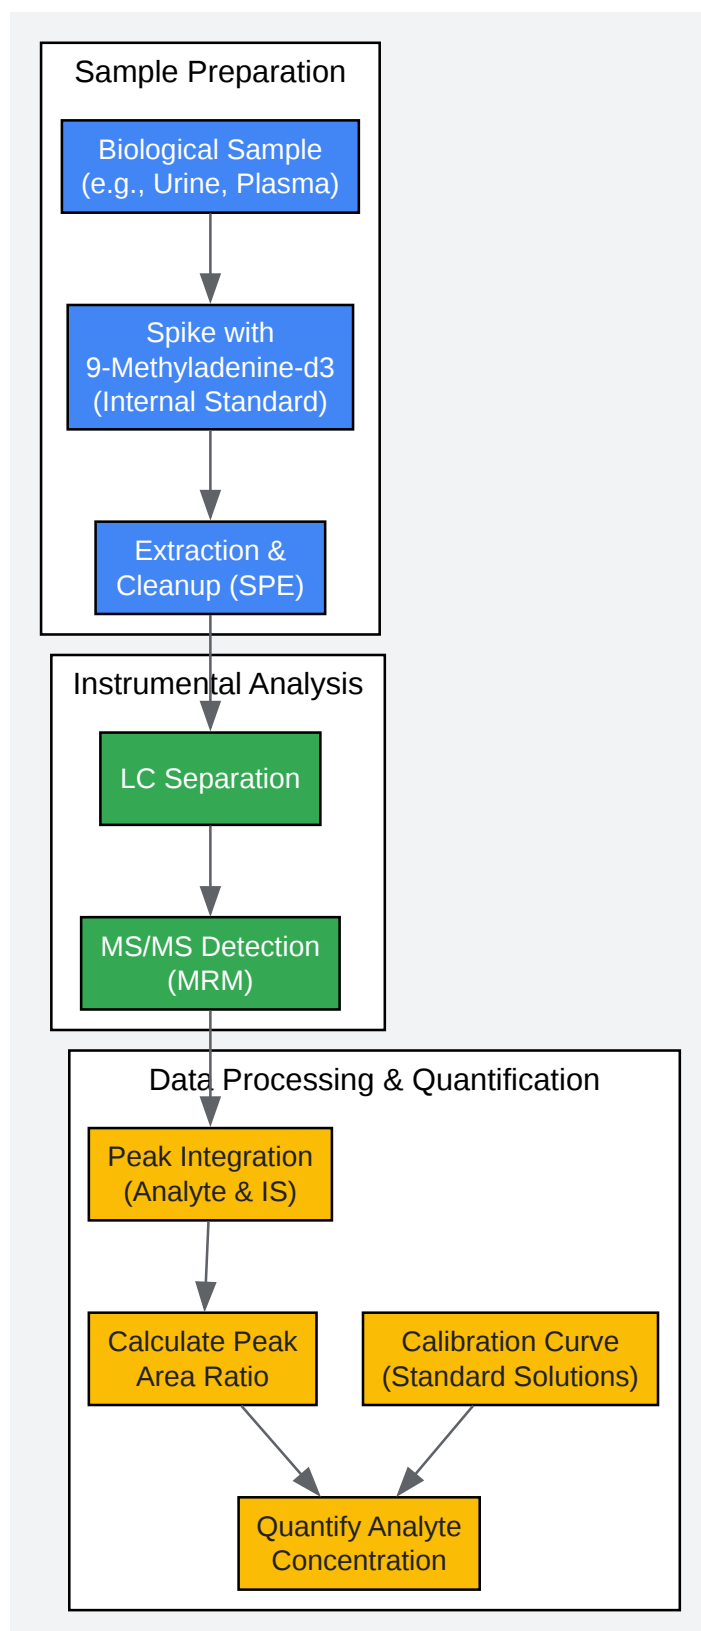 Sample Preparation
Biological Sample
(e.g., Urine, Plasma)
Spike with
9-Methyladenine-d3
(Internal Standard)
Extraction &
Cleanup (SPE)
Instrumental Analysis
LC Separation
MS/MS Detection
(MRM)
Data Processing & Quantification
Peak Integration
(Analyte & IS)
Calculate Peak
Area Ratio
Calibration Curve
(Standard Solutions)
Quantify Analyte
Concentration